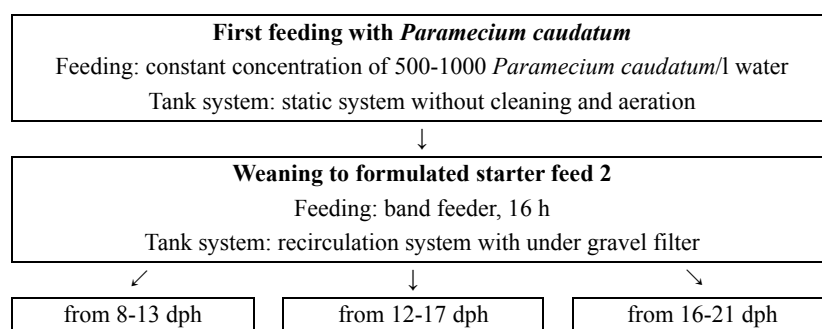 First feeding with Paramecium caudatum
Feeding: constant concentration of 500-1000 Paramecium caudatum/l water
Tank system: static system without cleaning and aeration
↓
Weaning to formulated starter feed 2
Feeding: band feeder, 16 h
Tank system: recirculation system with under gravel filter
↙ ↓ ↘
from 8-13 dph from 12-17 dph from 16-21 dph